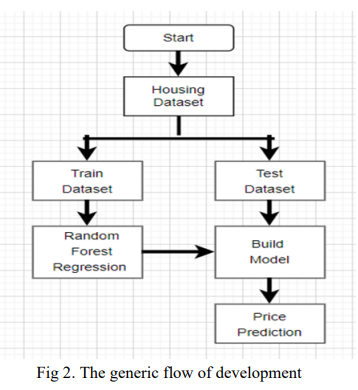 Start
Housing
Dataset
Train
Dataset
Test
Dataset
Random
Forest
Regression
Build
Model
Price
Prediction
Fig 2. The generic flow of development